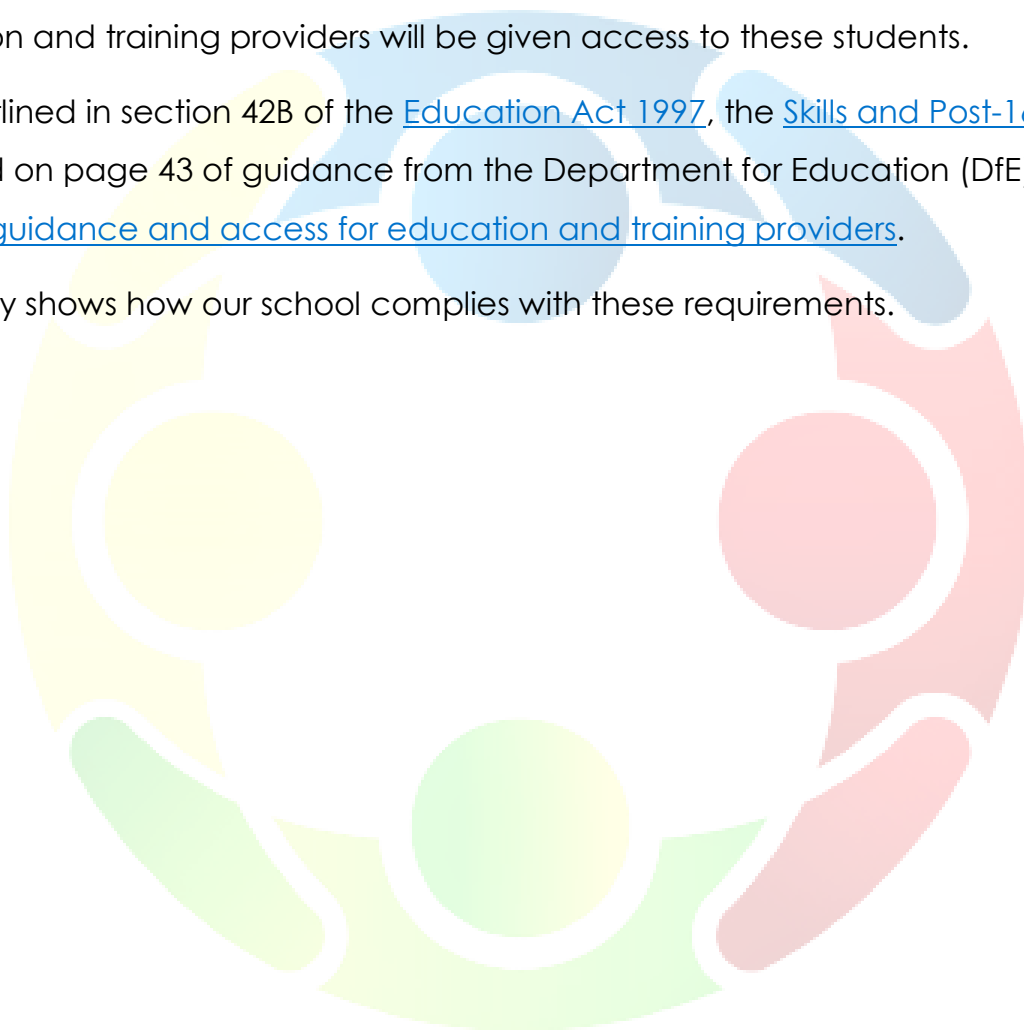 on and training providers will be given access to these students.
lined in section 42B of the Education Act 1997, the Skills and Post-1
on page 43 of guidance from the Department for Education (DfE
guidance and access for education and training providers.
y shows how our school complies with these requirements.